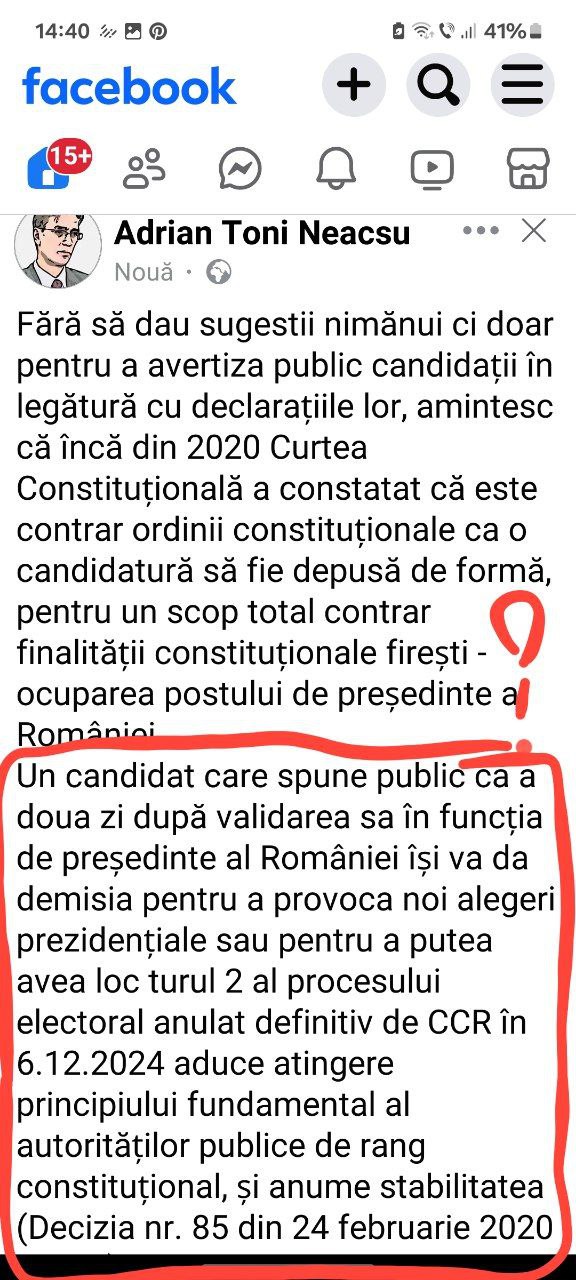 14:40
41%
facebook
15+
Adrian Toni Neacsu
Nouă ·
Fără să dau sugestii nimănui ci doar
pentru a avertiza public candidații în
legătură cu declarațiile lor, amintesc
că încă din 2020 Curtea
Constituțională a constatat că este
contrar ordinii constituționale ca o
candidatură să fie depusă de formă,
pentru un scop total contrar
finalității constituționale firești -
ocuparea postului de președinte al
României.
Un candidat care spune public că a
doua zi după validarea sa în funcția
de președinte al României își va da
demisia pentru a provoca noi alegeri
prezidențiale sau pentru a putea
avea loc turul 2 al procesului
electoral anulat definitiv de CCR în
6.12.2024 aduce atingere
principiului fundamental al
autorităților publice de rang
constituțional, și anume stabilitatea
(Decizia nr. 85 din 24 februarie 2020